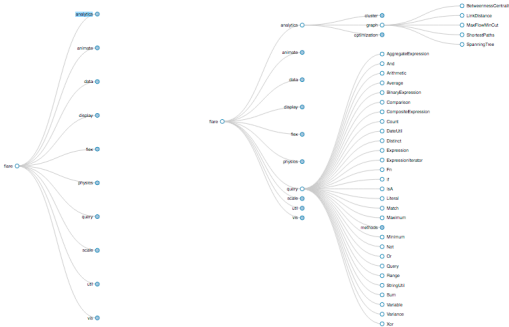 analytics
animate
data
display
flex
flare
physics
query
scale
util
vis
analytics
animate
data
display
flare
flex
physics
query
scale
util
vis
cluster
graph
optimization
BetweennessCentrality
LinkDistance
MaxFlowMinCut
ShortestPaths
SpanningTree
AggregateExpression
And
Arithmetic
Average
BinaryExpression
Comparison
CompositeExpression
Count
DateUtil
Distinct
Expression
ExpressionIterator
Fn
If
IsA
Literal
Match
Maximum
methods
Minimum
Not
Or
Query
Range
StringUtil
Sum
Variable
Variance
Xor